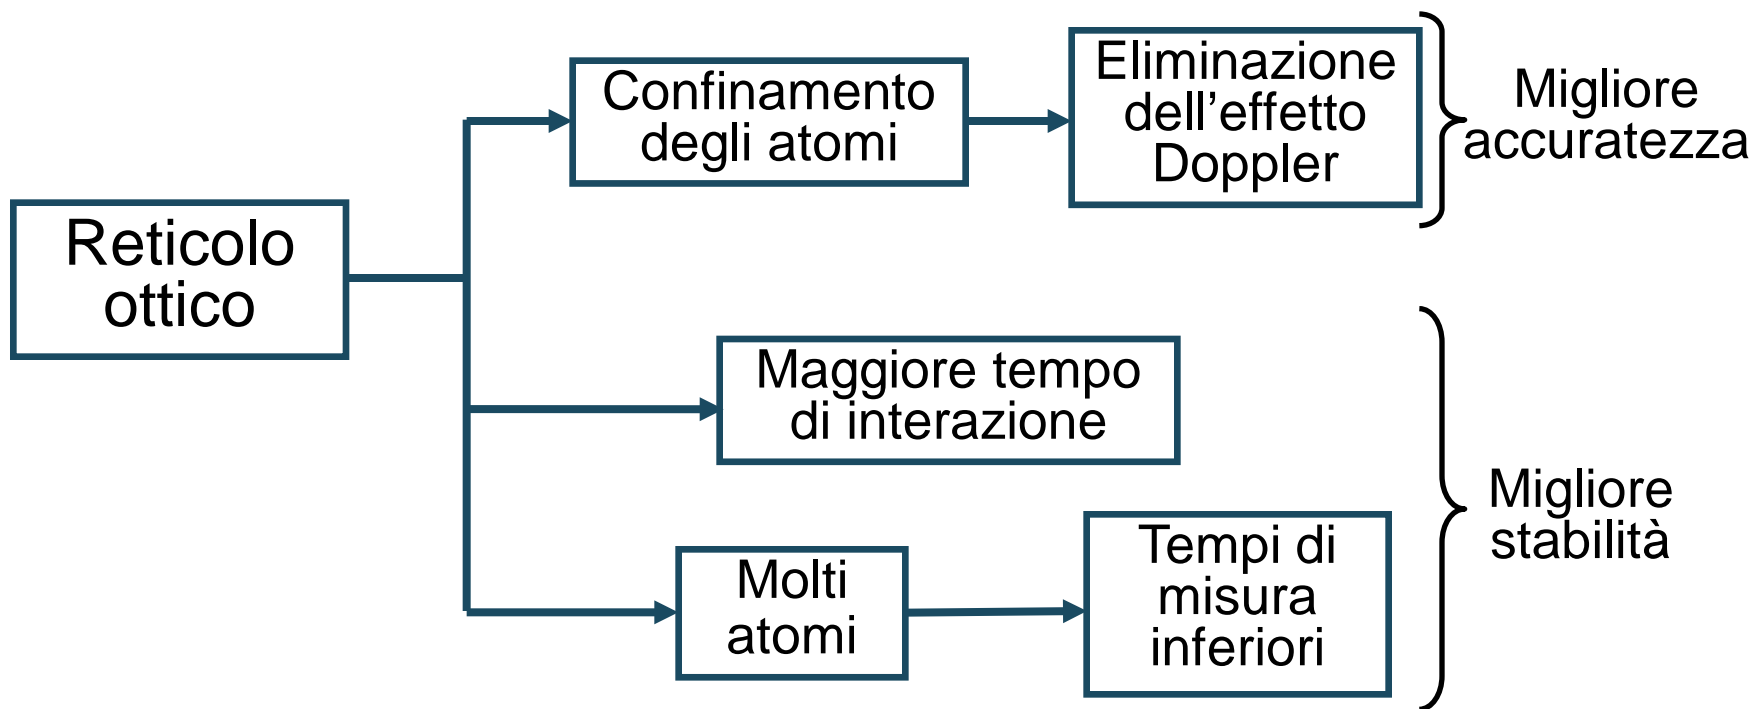 Reticolo
ottico
Confinamento
degli atomi
Eliminazione
dell’effetto
Doppler
Migliore
accuratezza
Maggiore tempo
di interazione
Molti
atomi
Tempi di
misura
inferiori
Migliore
stabilità